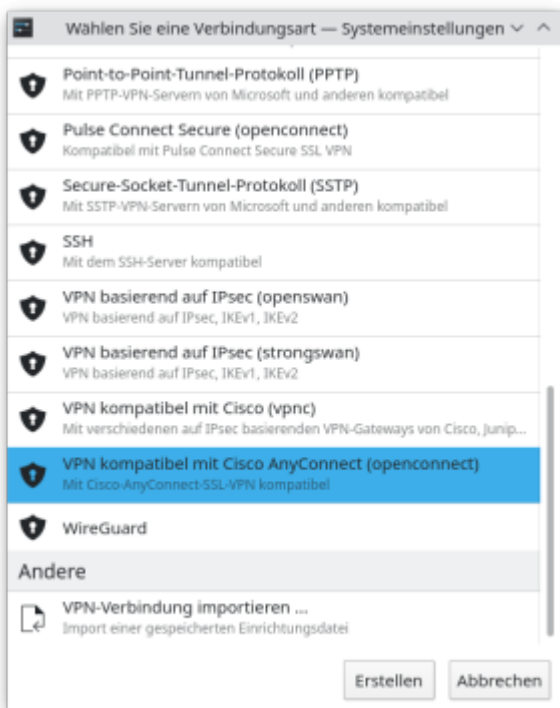 Wählen Sie eine Verbindungsart — Systemeinstellungen
Point-to-Point-Tunnel-Protokoll (PPTP)
Mit PPTP-VPN-Servern von Microsoft und anderen kompatibel
Pulse Connect Secure (openconnect)
Kompatibel mit Pulse Connect Secure SSL VPN
Secure-Socket-Tunnel-Protokoll (SSTP)
Mit SSTP-VPN-Servern von Microsoft und anderen kompatibel
SSH
Mit dem SSH-Server kompatibel
VPN basierend auf IPsec (openswan)
VPN basierend auf IPsec, IKEv1, IKEv2
VPN basierend auf IPsec (strongswan)
VPN basierend auf IPsec, IKEv1, IKEv2
VPN kompatibel mit Cisco (vpnc)
Mit verschiedenen auf IPsec basierenden VPN-Gateways von Cisco, Junip...
VPN kompatibel mit Cisco AnyConnect (openconnect)
Mit Cisco-AnyConnect-SSL-VPN kompatibel
WireGuard
Andere
VPN-Verbindung importieren ...
Import einer gespeicherten Einrichtungsdatei
Erstellen Abbrechen